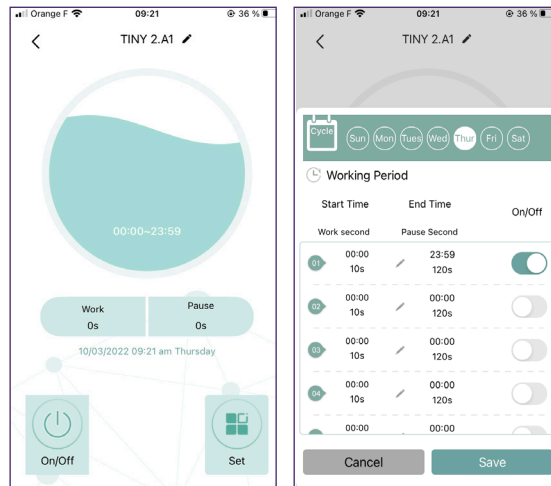 Orange F 09:21 36 %
TINY 2.A1
00:00~23:59
Work Pause
0s 0s
10/03/2022 09:21 am Thursday
On/Off Set
Orange F 09:21 36 %
TINY 2.A1
Cycle Sun Mon Tues Wed Thur Fri Sat
Working Period
Start Time End Time On/Off
Work second Pause Second
01 00:00 23:59
10s 120s
02 00:00 00:00
10s 120s
03 00:00 00:00
10s 120s
04 00:00 00:00
10s 120s
00:00 00:00
Cancel Save